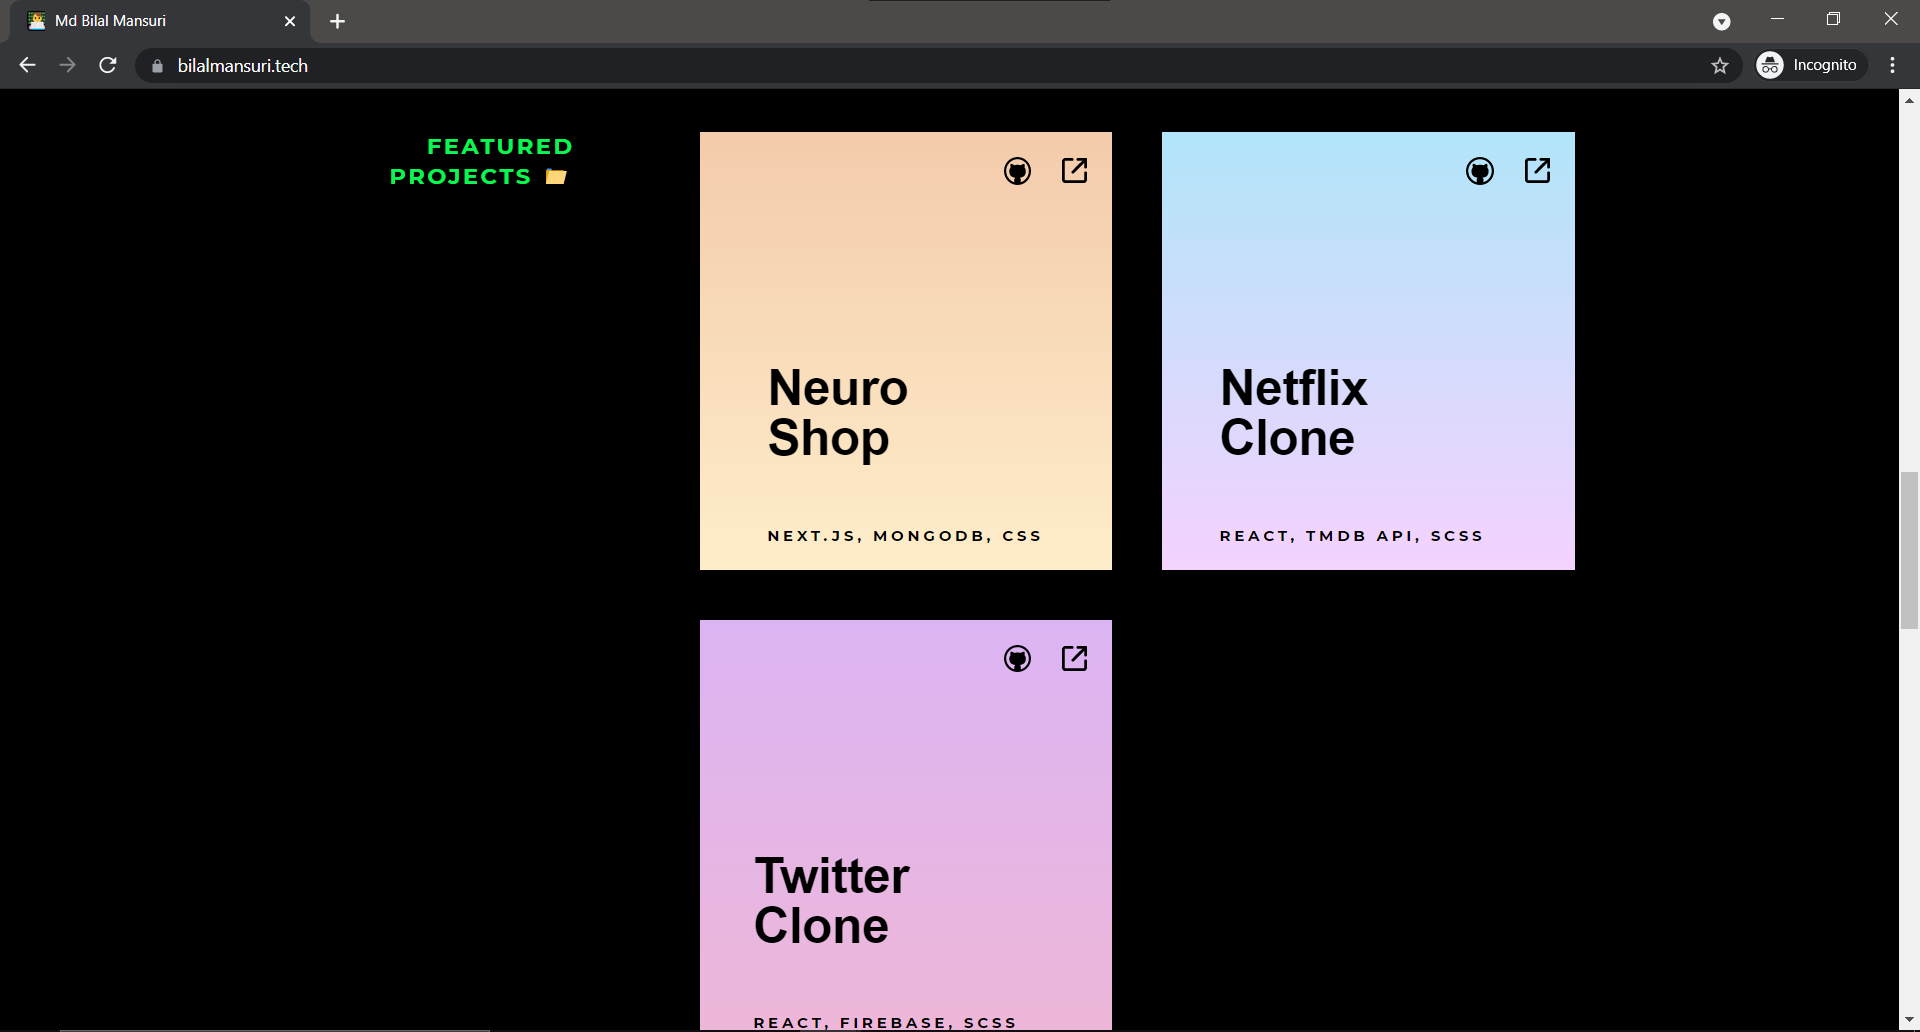 Md Bilal Mansuri
bilalmansuri.tech
Incognito
FEATURED
PROJECTS
Neuro
Shop
NEXT.JS, MONGODB, CSS
Netflix
Clone
REACT, TMDB API, SCSS
Twitter
Clone
REACT, FIREBASE, SCSS